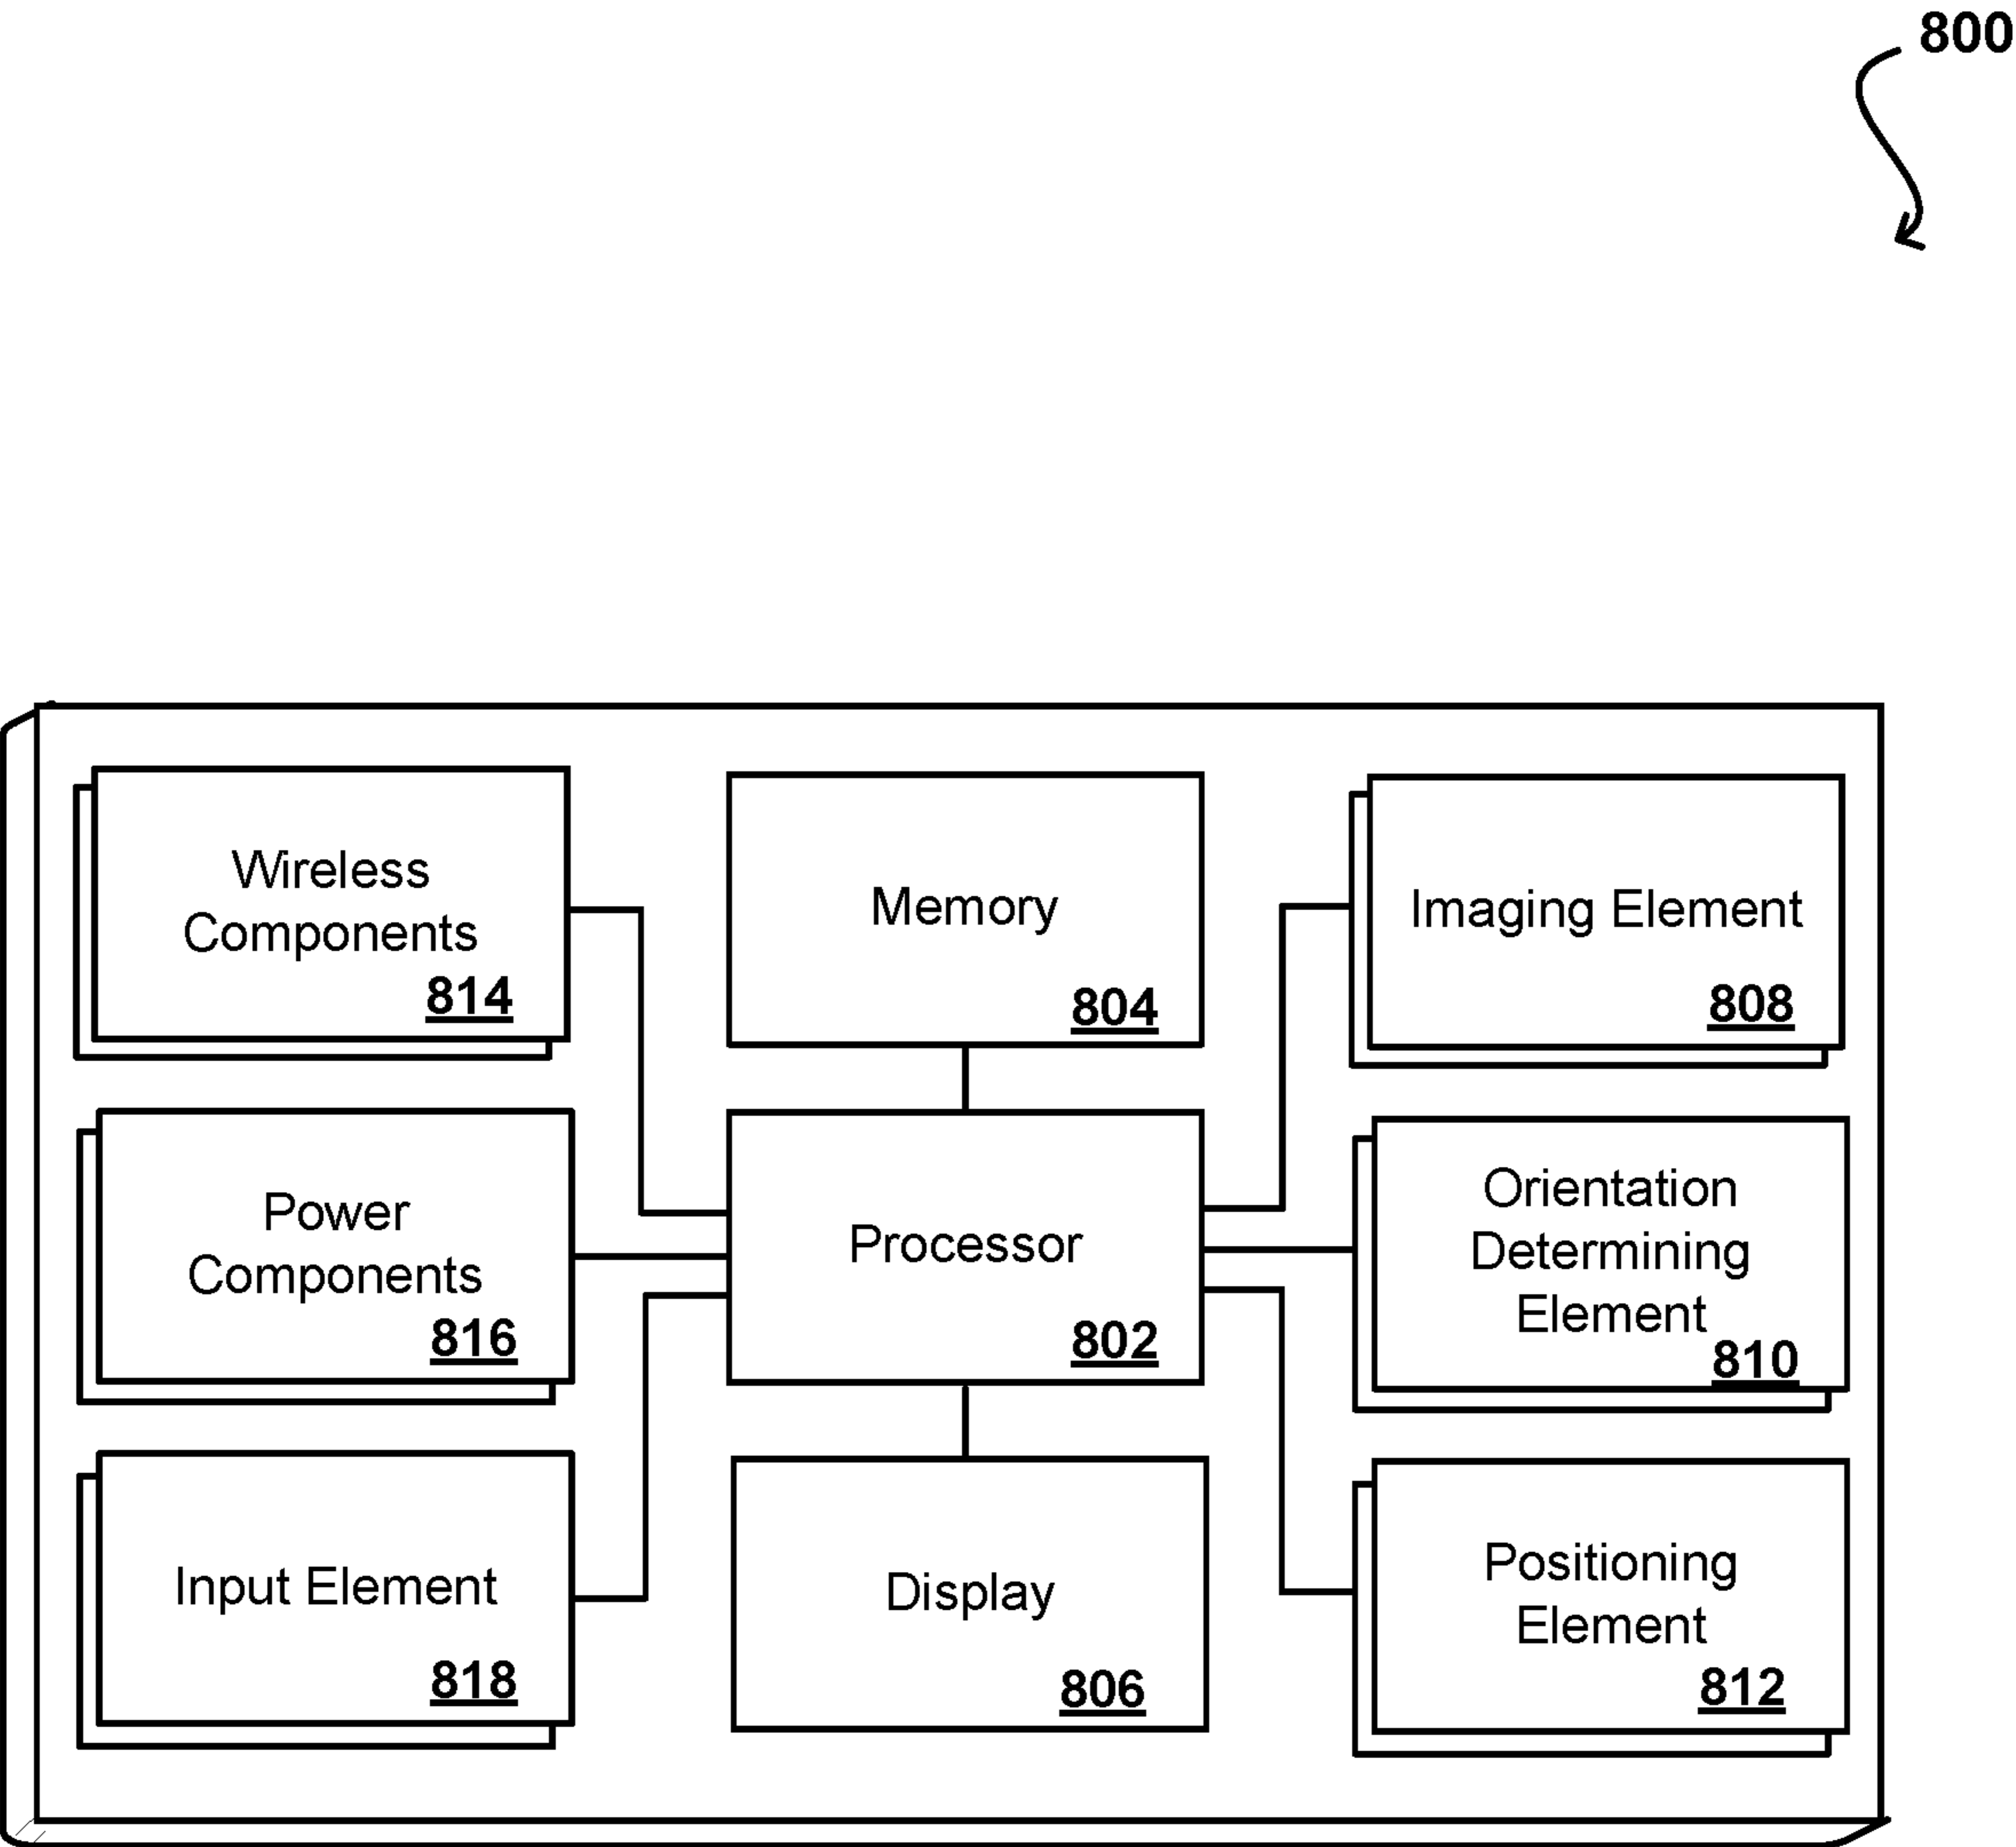 800
Wireless
Components
814
Memory
804
Imaging Element
808
Power
Components
816
Processor
802
Orientation
Determining
Element
810
Input Element
818
Display
806
Positioning
Element
812